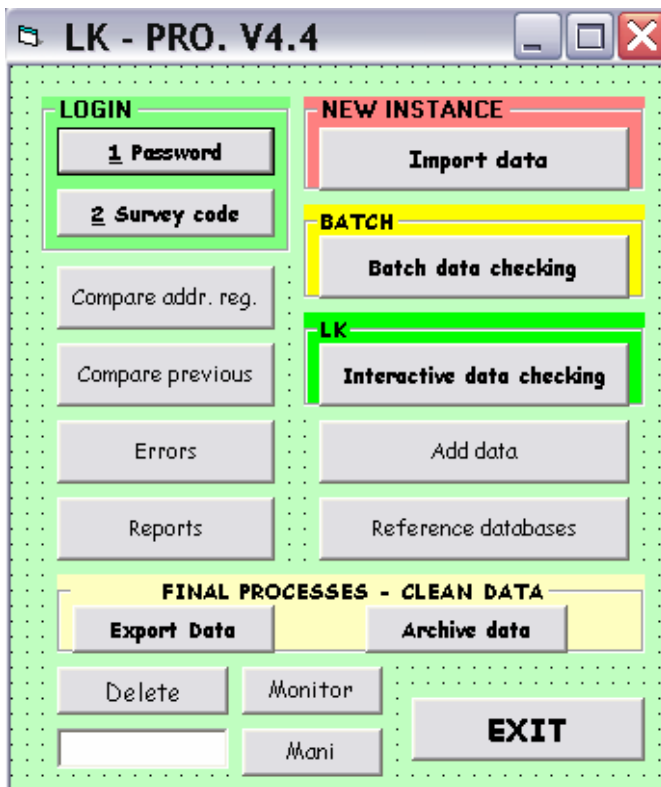 LK - PRO. V4.4
LOGIN
1 Password
2 Survey code
NEW INSTANCE
Import data
BATCH
Batch data checking
LK
Interactive data checking
Compare addr. reg.
Compare previous
Errors
Add data
Reports
Reference databases
FINAL PROCESSES - CLEAN DATA
Export Data
Archive data
Delete
Monitor
Mani
EXIT